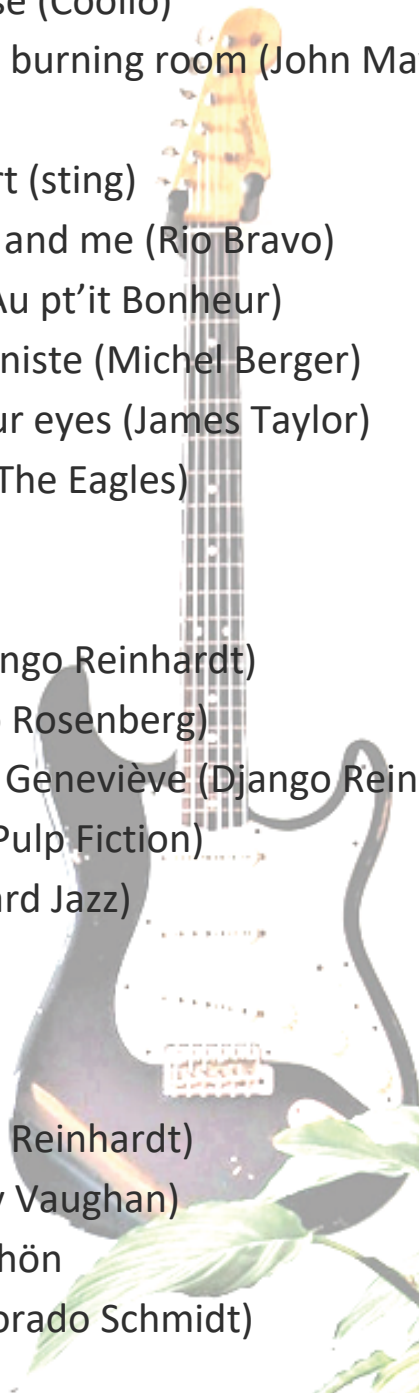 se (Coolio)
burning room (John Ma
rt (sting)
and me (Rio Bravo)
Au pt’it Bonheur)
niste (Michel Berger)
ur eyes (James Taylor)
The Eagles)
ngo Reinhardt)
Rosenberg)
Geneviève (Django Rein
Pulp Fiction)
ard Jazz)
Reinhardt)
y Vaughan)
hön
orado Schmidt)